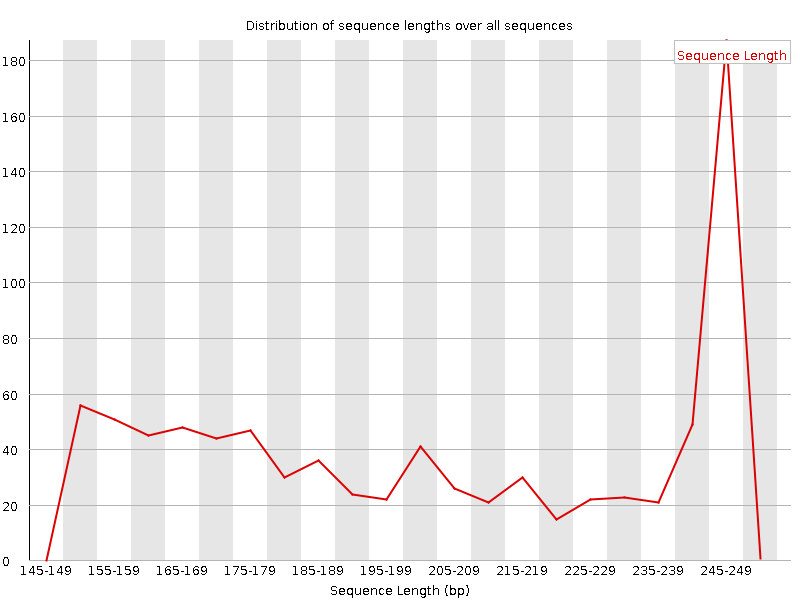 Distribution of sequence lengths over all sequences
Sequence Length
180
160
140
120
100
80
60
40
20
0
145-149 155-159 165-169 175-179 185-189 195-199 205-209 215-219 225-229 235-239 245-249
Sequence Length (bp)